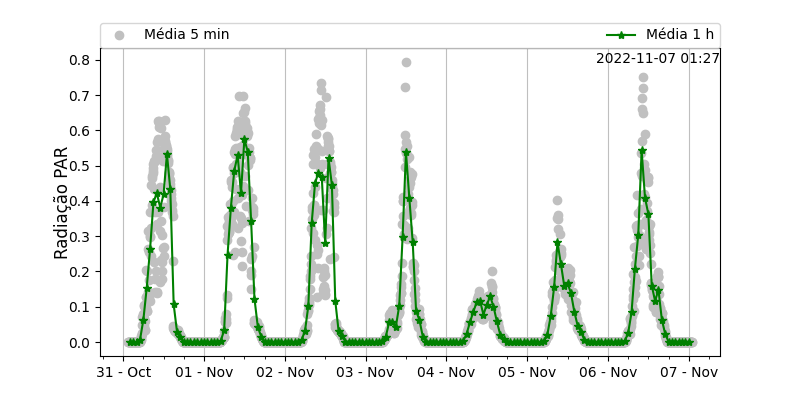 Média 5 min
Média 1 h
2022-11-07 01:27
Radiação PAR
0.8
0.7
0.6
0.5
0.4
0.3
0.2
0.1
0.0
31 - Oct
01 - Nov
02 - Nov
03 - Nov
04 - Nov
05 - Nov
06 - Nov
07 - Nov